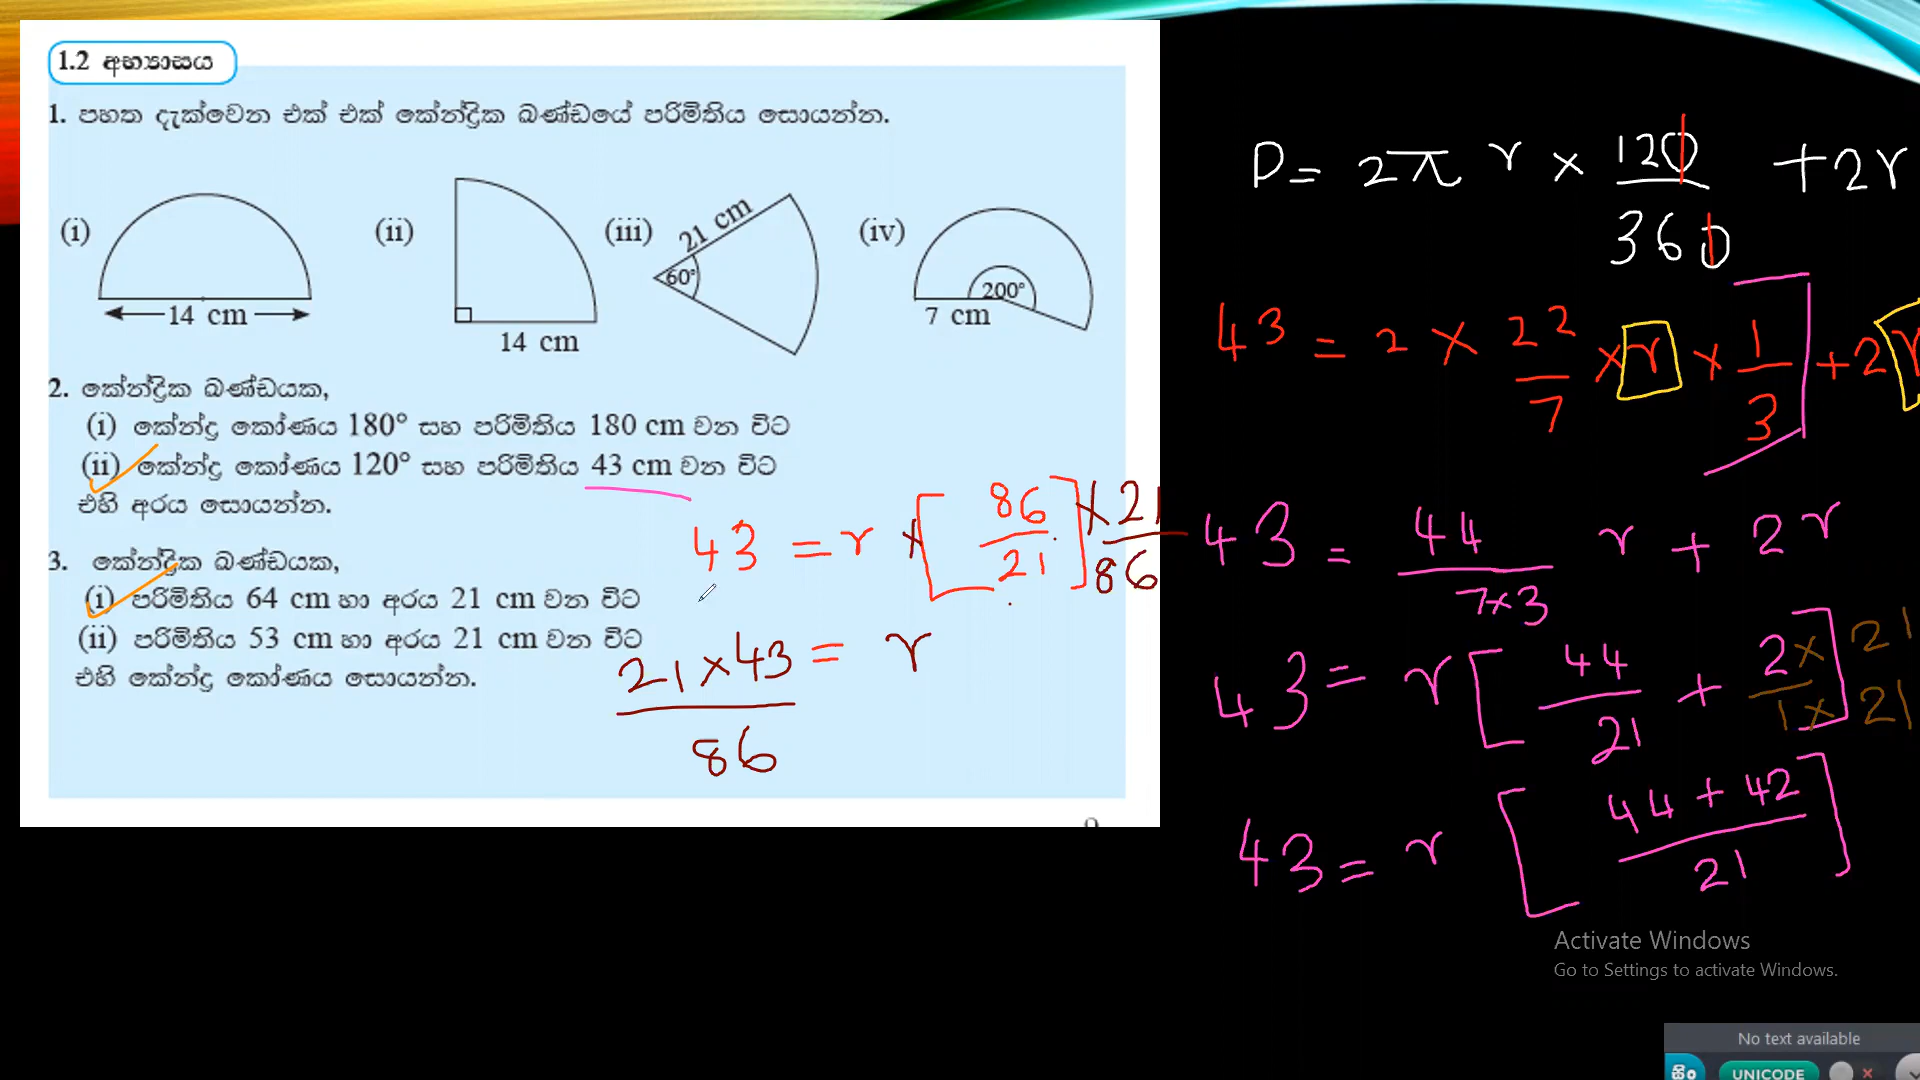 1.2 අභ්‍යාසය
1. පහත දැක්වෙන එක් එක් කේන්ද්‍රික ඛණ්ඩයේ පරිමිතිය සොයන්න.
(i)
14 cm
(ii)
14 cm
(iii)
21 cm
60°
(iv)
200°
7 cm
2. කේන්ද්‍රික ඛණ්ඩයක,
(i) කේන්ද්‍ර කෝණය 180° සහ පරිමිතිය 180 cm වන විට
(ii) කේන්ද්‍ර කෝණය 120° සහ පරිමිතිය 43 cm වන විට
එහි අරය සොයන්න.
3. කේන්ද්‍රික ඛණ්ඩයක,
(i) පරිමිතිය 64 cm හා අරය 21 cm වන විට
(ii) පරිමිතිය 53 cm හා අරය 21 cm වන විට
එහි කේන්ද්‍ර කෝණය සොයන්න.
P = 2π r × 120/360 + 2r
43 = 2 × 22/7 × r × 1/3 + 2r
43 = 44/7×3 r + 2r
43 = r [ 44/21 + 2×21/1×21 ]
43 = r [ 44 + 42/21 ]
43 = r × [ 86/21 ] × 21/86
21 × 43/86 = r
Activate Windows
Go to Settings to activate Windows.
No text available
සිං
UNICODE